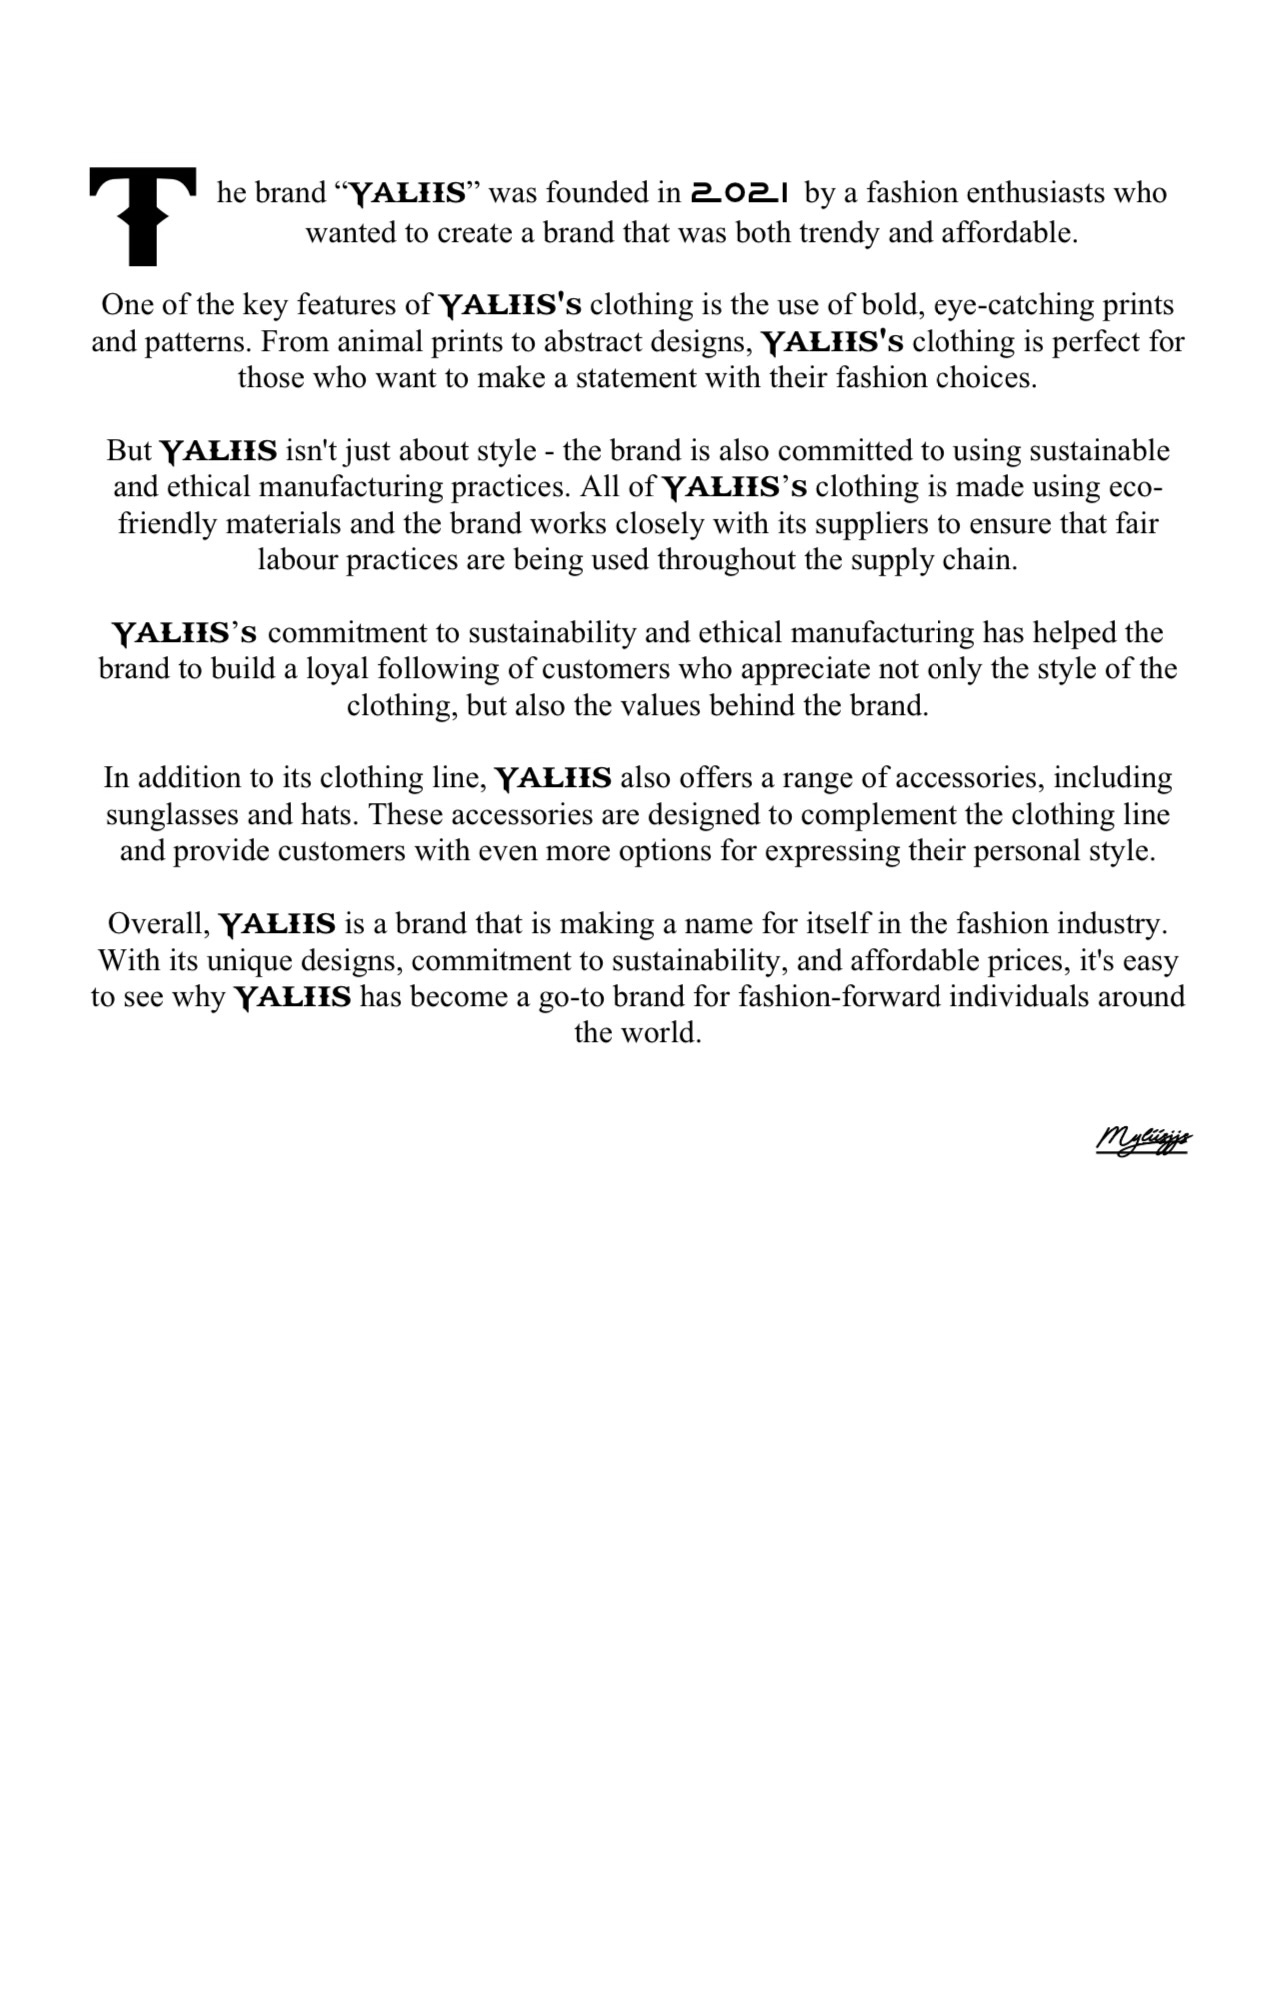 The brand “YALIIS” was founded in 2021 by a fashion enthusiasts who
wanted to create a brand that was both trendy and affordable.
One of the key features of YALIIS's clothing is the use of bold, eye-catching prints
and patterns. From animal prints to abstract designs, YALIIS's clothing is perfect for
those who want to make a statement with their fashion choices.
But YALIIS isn't just about style - the brand is also committed to using sustainable
and ethical manufacturing practices. All of YALIIS’s clothing is made using eco-
friendly materials and the brand works closely with its suppliers to ensure that fair
labour practices are being used throughout the supply chain.
YALIIS’s commitment to sustainability and ethical manufacturing has helped the
brand to build a loyal following of customers who appreciate not only the style of the
clothing, but also the values behind the brand.
In addition to its clothing line, YALIIS also offers a range of accessories, including
sunglasses and hats. These accessories are designed to complement the clothing line
and provide customers with even more options for expressing their personal style.
Overall, YALIIS is a brand that is making a name for itself in the fashion industry.
With its unique designs, commitment to sustainability, and affordable prices, it's easy
to see why YALIIS has become a go-to brand for fashion-forward individuals around
the world.